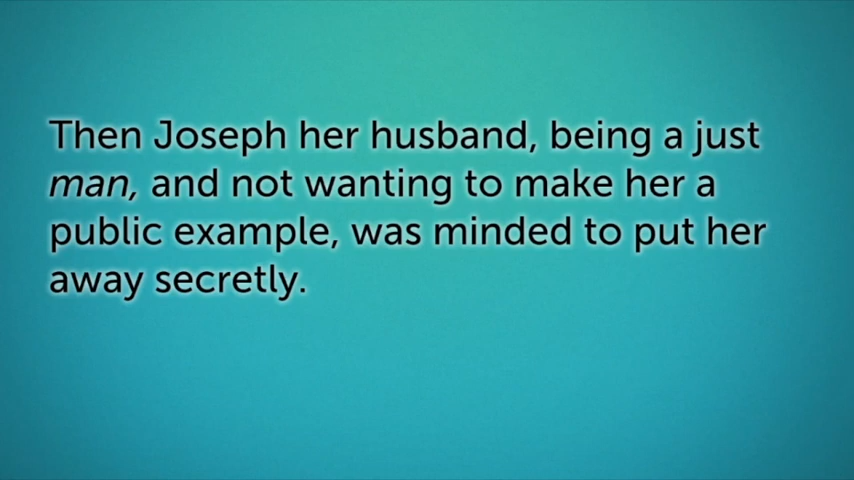 Then Joseph her husband, being a just
man, and not wanting to make her a
public example, was minded to put her
away secretly.